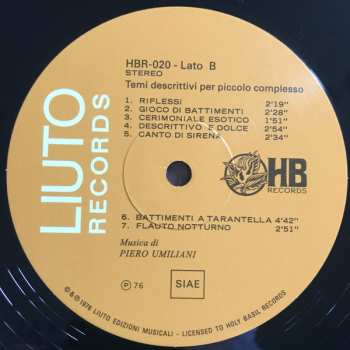 LIUTO
RECORDS
HBR-020 - Lato B
STEREO
Temi descrittivi per piccolo complesso
1. RIFLESSI 2'19"
2. GIOCO DI BATTIMENTI 2'28"
3. CERIMONIALE ESOTICO 1'51"
4. DESCRITTIVO E DOLCE 2'54"
5. CANTO DI SIRENA 2'34"
HB
RECORDS
6. BATTIMENTI A TARANTELLA 4'42"
7. FLAUTO NOTTURNO 2'51"
Musica di
PIERO UMILIANI
Ⓟ 76
SIAE
©&Ⓟ 1976 LIUTO EDIZIONI MUSICALI - LICENSED TO HOLY BASIL RECORDS